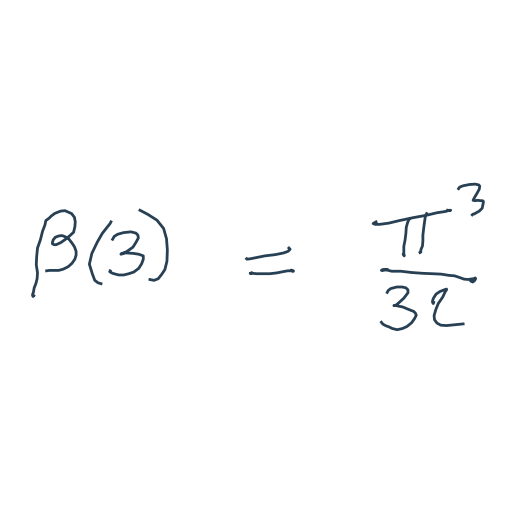 β(3) = π³/32